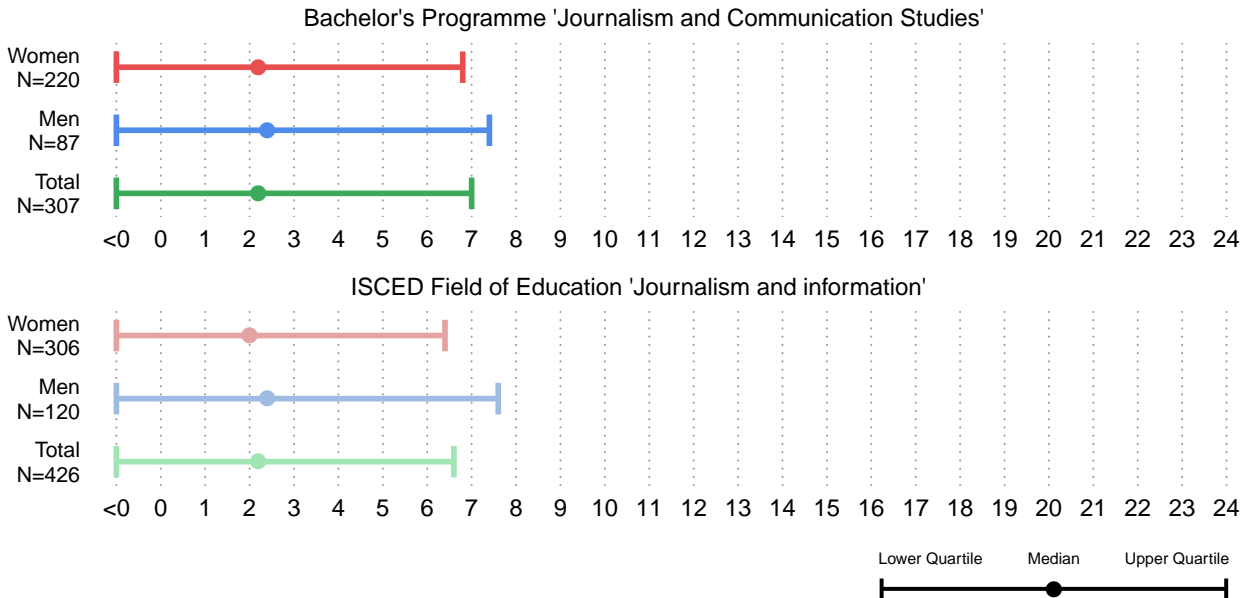 Bachelor's Programme 'Journalism and Communication Studies'
Women
N=220
Men
N=87
Total
N=307
<0 0 1 2 3 4 5 6 7 8 9 10 11 12 13 14 15 16 17 18 19 20 21 22 23 24
ISCED Field of Education 'Journalism and information'
Women
N=306
Men
N=120
Total
N=426
<0 0 1 2 3 4 5 6 7 8 9 10 11 12 13 14 15 16 17 18 19 20 21 22 23 24
Lower Quartile Median Upper Quartile